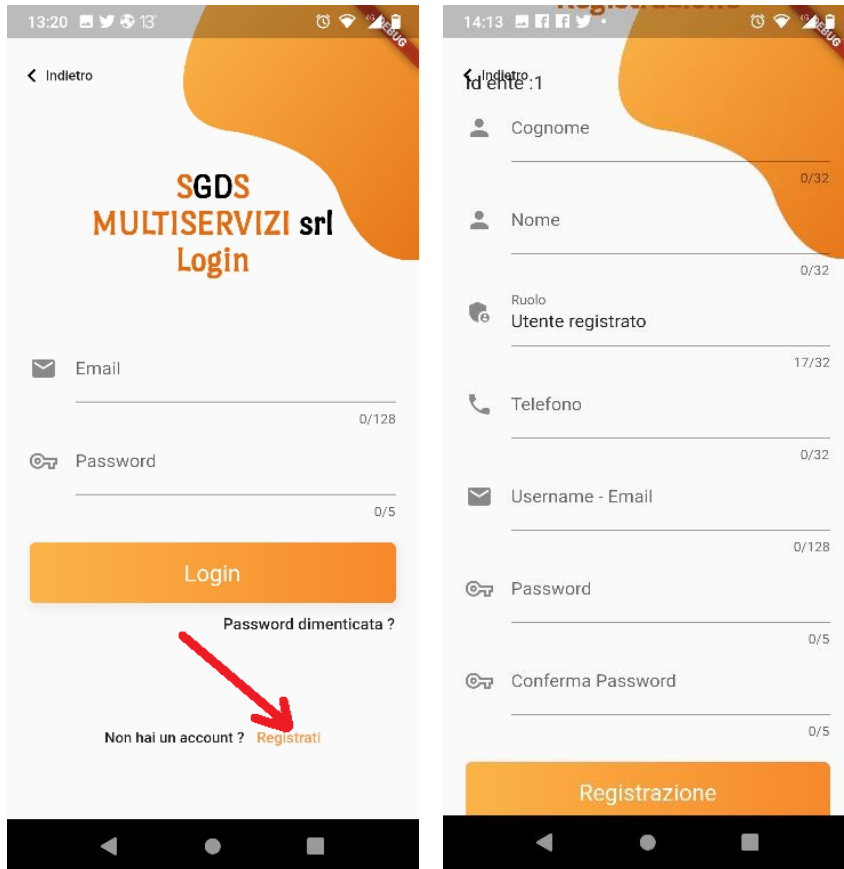 13:20 13°
DEBUG
Indietro
SGDS
MULTISERVIZI srl
Login
Email
0/128
Password
0/5
Login
Password dimenticata ?
Non hai un account ? Registrati
14:13
4G
DEBUG
Registrazione
Indietro
Id ente :1
Cognome
0/32
Nome
0/32
Ruolo
Utente registrato
17/32
Telefono
0/32
Username - Email
0/128
Password
0/5
Conferma Password
0/5
Registrazione